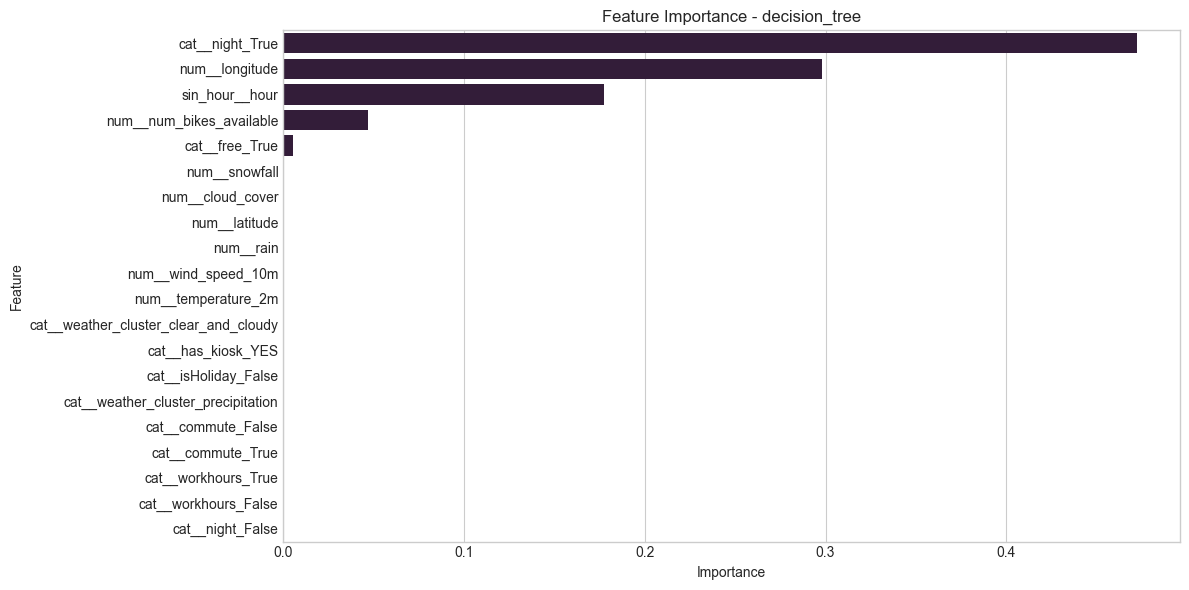 Feature Importance - decision_tree
cat__night_True
num__longitude
sin_hour__hour
num__num_bikes_available
cat__free_True
num__snowfall
num__cloud_cover
num__latitude
num__rain
num__wind_speed_10m
num__temperature_2m
cat__weather_cluster_clear_and_cloudy
cat__has_kiosk_YES
cat__isHoliday_False
cat__weather_cluster_precipitation
cat__commute_False
cat__commute_True
cat__workhours_True
cat__workhours_False
cat__night_False
Feature
0.0 0.1 0.2 0.3 0.4
Importance